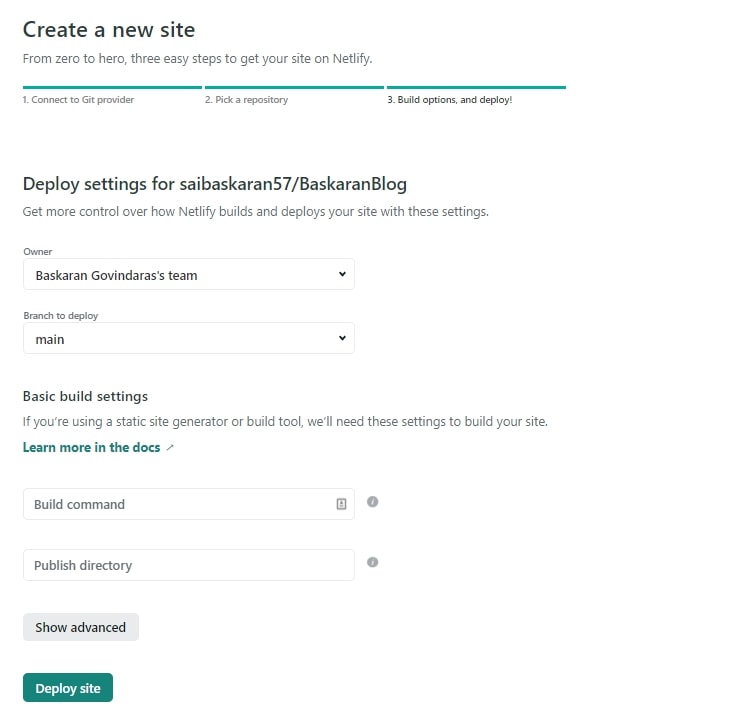 Create a new site
From zero to hero, three easy steps to get your site on Netlify.
1. Connect to Git provider
2. Pick a repository
3. Build options, and deploy!
Deploy settings for saibaskaran57/BaskaranBlog
Get more control over how Netlify builds and deploys your site with these settings.
Owner
Baskaran Govindaras's team
Branch to deploy
main
Basic build settings
If you're using a static site generator or build tool, we'll need these settings to build your site.
Learn more in the docs
Build command
Publish directory
Show advanced
Deploy site